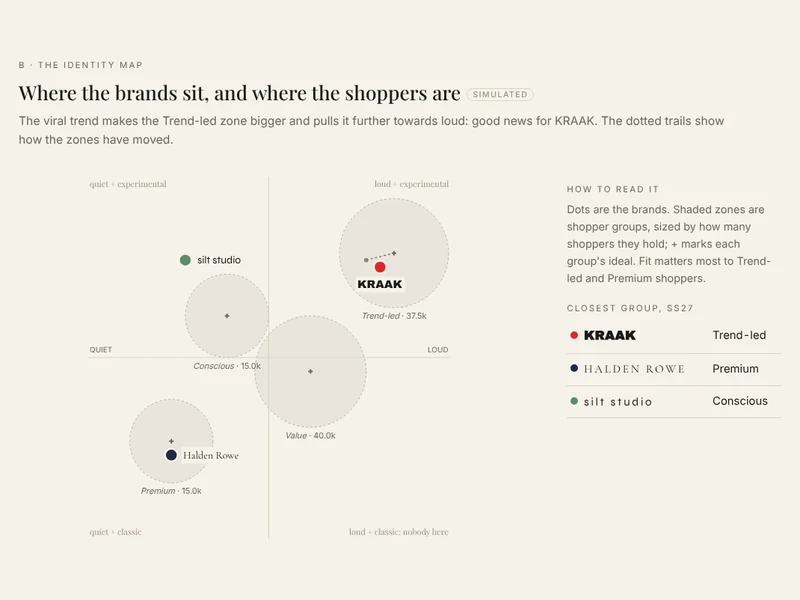 B · THE IDENTITY MAP
Where the brands sit, and where the shoppers are SIMULATED
The viral trend makes the Trend-led zone bigger and pulls it further towards loud: good news for KRAAK. The dotted trails show
how the zones have moved.
quiet + experimental
loud + experimental
silt studio
KRAAK
Trend-led · 37.5k
QUIET
LOUD
Conscious · 15.0k
Value · 40.0k
Halden Rowe
Premium · 15.0k
quiet + classic
loud + classic: nobody here
HOW TO READ IT
Dots are the brands. Shaded zones are
shopper groups, sized by how many
shoppers they hold; + marks each
group's ideal. Fit matters most to Trend-
led and Premium shoppers.
CLOSEST GROUP, SS27
KRAAK Trend-led
HALDEN ROWE Premium
silt studio Conscious